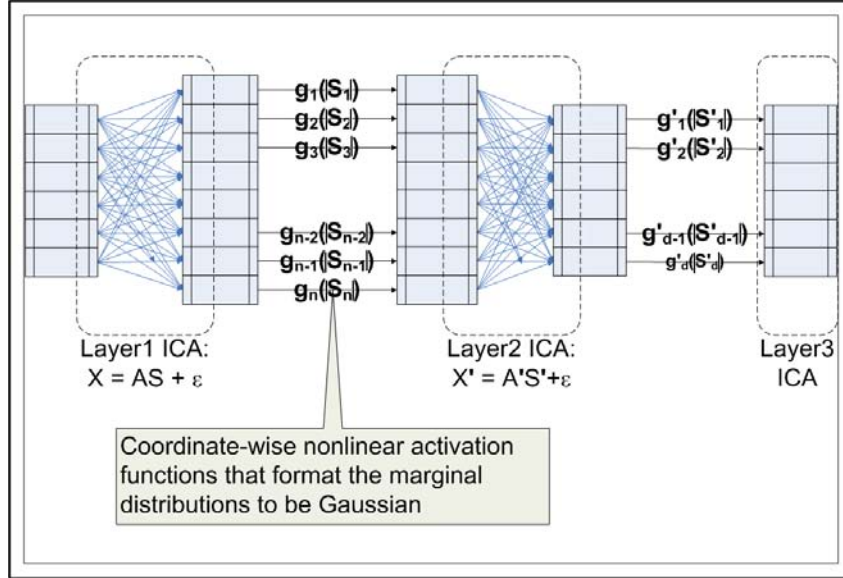 g1(|S1|)
g2(|S2|)
g3(|S3|)
gn-2(|Sn-2|)
gn-1(|Sn-1|)
gn(|Sn|)
g'1(|S'1|)
g'2(|S'2|)
g'd-1(|S'd-1|)
g'd(|S'd|)
Layer1 ICA:
X = AS + ε
Layer2 ICA:
X' = A'S'+ε
Layer3
ICA
Coordinate-wise nonlinear activation
functions that format the marginal
distributions to be Gaussian